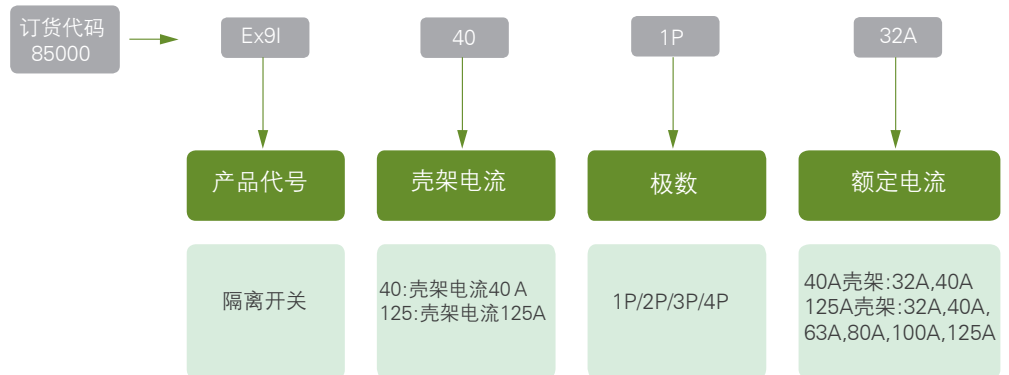 订货代码
85000
Ex9I
40
1P
32A
产品代号
壳架电流
极数
额定电流
隔离开关
40:壳架电流40 A
125:壳架电流125A
1P/2P/3P/4P
40A壳架:32A,40A
125A壳架:32A,40A,
63A,80A,100A,125A